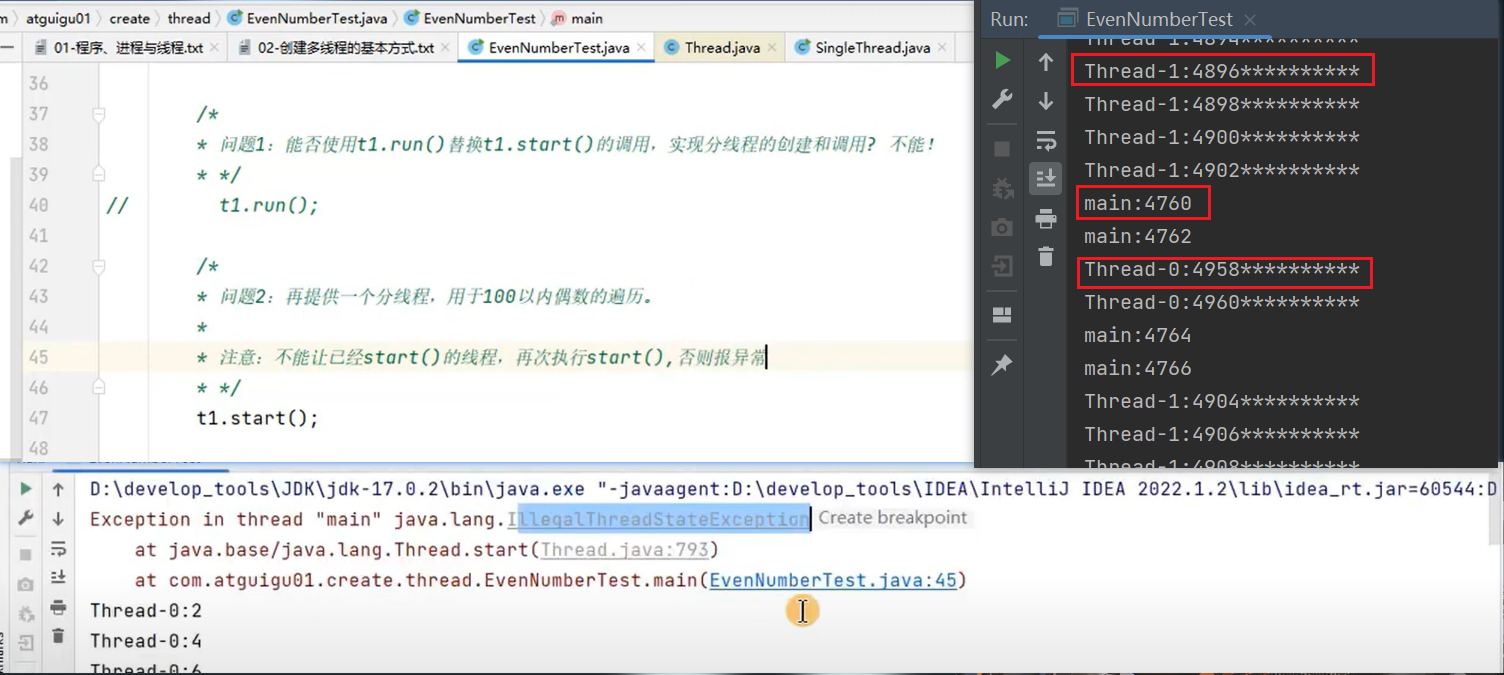 m
atguigu01
create
thread
EvenNumberTest.java
EvenNumberTest
main
01-程序、进程与线程.txt
02-创建多线程的基本方式.txt
EvenNumberTest.java
Thread.java
SingleThread.java
36
37 /*
38 * 问题1：能否使用t1.run()替换t1.start()的调用，实现分线程的创建和调用？ 不能！
39 * */
40 // t1.run();
41
42 /*
43 * 问题2：再提供一个分线程，用于100以内偶数的遍历。
44 *
45 * 注意：不能让已经start()的线程，再次执行start(),否则报异常
46 * */
47 t1.start();
48
Run: EvenNumberTest
Thread-1:4894**********
Thread-1:4896**********
Thread-1:4898**********
Thread-1:4900**********
Thread-1:4902**********
main:4760
main:4762
Thread-0:4958**********
Thread-0:4960**********
main:4764
main:4766
Thread-1:4904**********
Thread-1:4906**********
Thread-1:4908**********
D:\develop_tools\JDK\jdk-17.0.2\bin\java.exe "-javaagent:D:\develop_tools\IDEA\IntelliJ IDEA 2022.1.2\lib\idea_rt.jar=60544:D
Exception in thread "main" java.lang.IllegalThreadStateException Create breakpoint
at java.base/java.lang.Thread.start(Thread.java:793)
at com.atguigu01.create.thread.EvenNumberTest.main(EvenNumberTest.java:45)
Thread-0:2
Thread-0:4
Thread-0:6